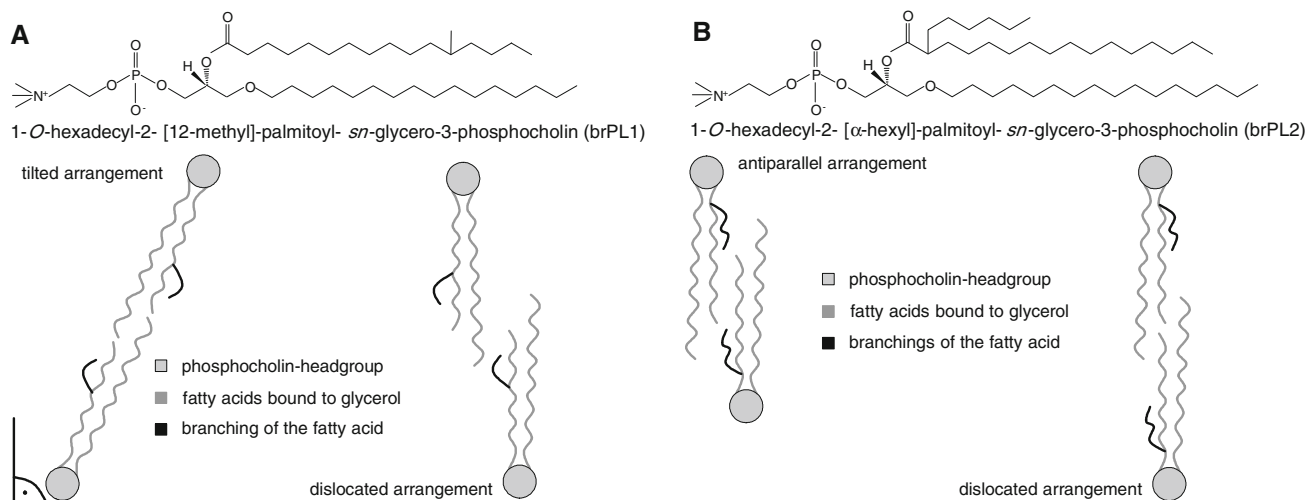 A
O
O
O
P
O
H
O
N+
O
O-
O
1-O-hexadecyl-2- [12-methyl]-palmitoyl- sn-glycero-3-phosphocholin (brPL1)
tilted arrangement
phosphocholin-headgroup
fatty acids bound to glycerol
branching of the fatty acid
dislocated arrangement
B
O
O
O
P
O
H
O
N+
O
O-
O
1-O-hexadecyl-2- [α-hexyl]-palmitoyl- sn-glycero-3-phosphocholin (brPL2)
antiparallel arrangement
phosphocholin-headgroup
fatty acids bound to glycerol
branchings of the fatty acid
dislocated arrangement